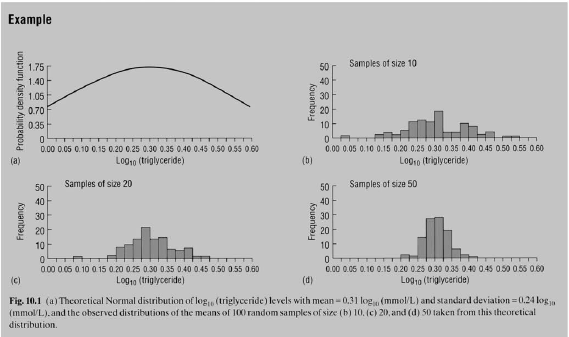 Example
Probability density function
1.75
1.40
1.05
0.70
0.35
0
0.00 0.05 0.10 0.15 0.20 0.25 0.30 0.35 0.40 0.45 0.50 0.55 0.60
(a)
Log10 (triglyceride)
Samples of size 10
Frequency
50
40
30
20
10
0
0.00 0.05 0.10 0.15 0.20 0.25 0.30 0.35 0.40 0.45 0.50 0.55 0.60
(b)
Log10 (triglyceride)
Samples of size 20
Frequency
50
40
30
20
10
0
0.00 0.05 0.10 0.15 0.20 0.25 0.30 0.35 0.40 0.45 0.50 0.55 0.60
(c)
Log10 (triglyceride)
Samples of size 50
Frequency
50
40
30
20
10
0
0.00 0.05 0.10 0.15 0.20 0.25 0.30 0.35 0.40 0.45 0.50 0.55 0.60
(d)
Log10 (triglyceride)
Fig. 10.1 (a) Theoretical Normal distribution of log10 (triglyceride) levels with mean = 0.31 log10 (mmol/L) and standard deviation = 0.24 log10
(mmol/L), and the observed distributions of the means of 100 random samples of size (b) 10, (c) 20, and (d) 50 taken from this theoretical
distribution.